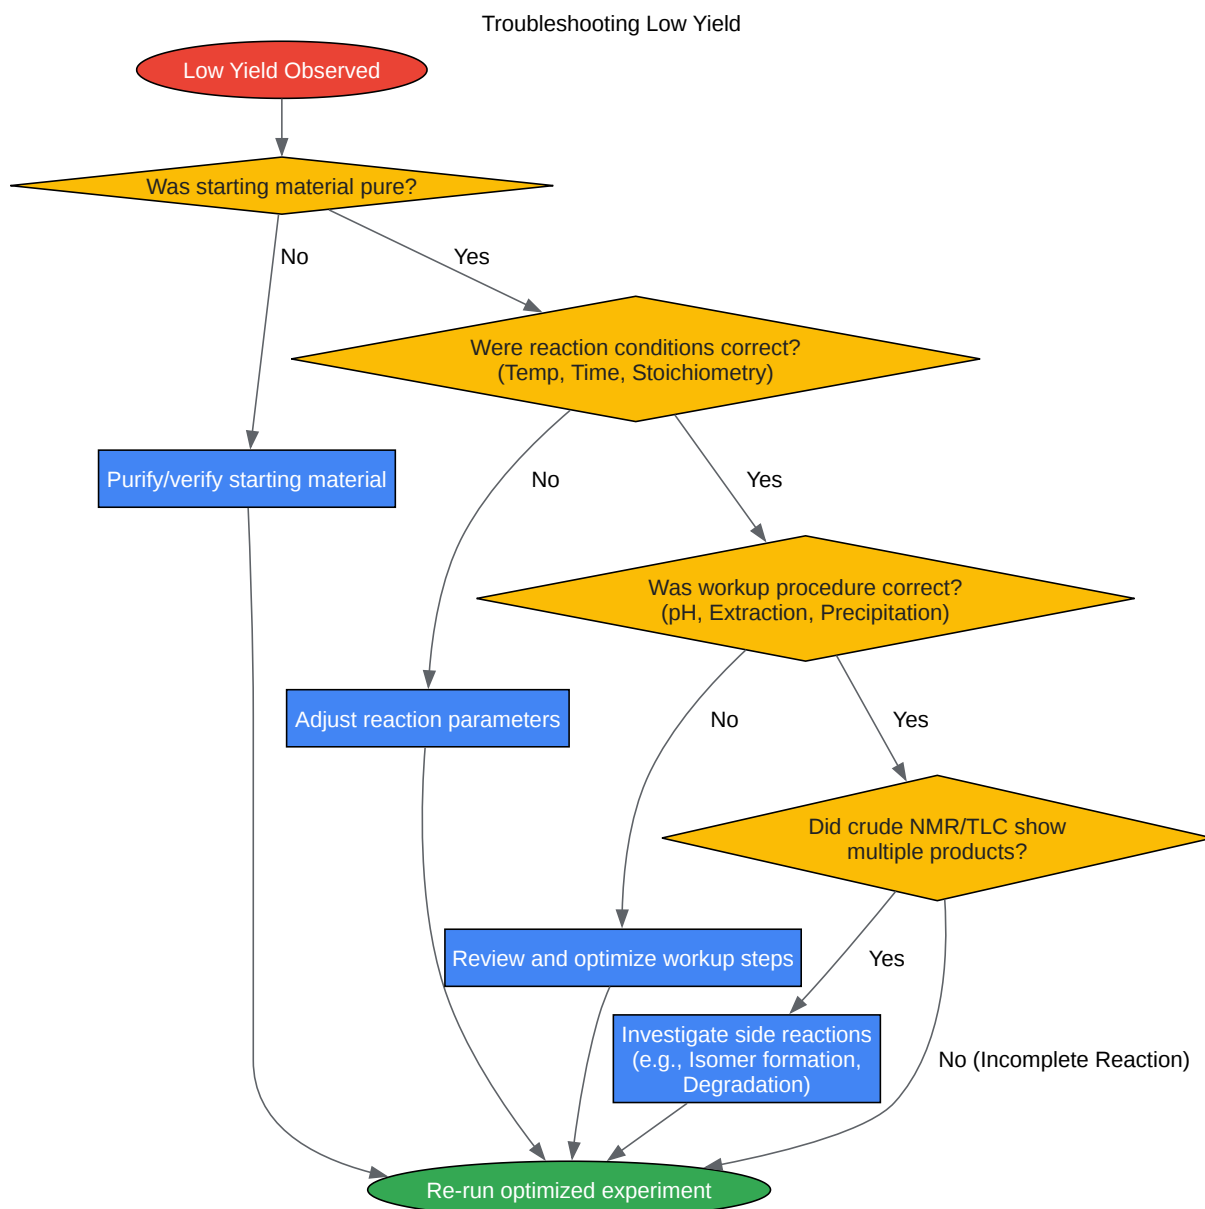 Troubleshooting Low Yield
Low Yield Observed
Was starting material pure?
No
Yes
Were reaction conditions correct?
(Temp, Time, Stoichiometry)
Purify/verify starting material
No
Yes
Was workup procedure correct?
(pH, Extraction, Precipitation)
Adjust reaction parameters
No
Yes
Did crude NMR/TLC show
multiple products?
Review and optimize workup steps
Yes
Investigate side reactions
(e.g., Isomer formation,
Degradation)
No (Incomplete Reaction)
Re-run optimized experiment